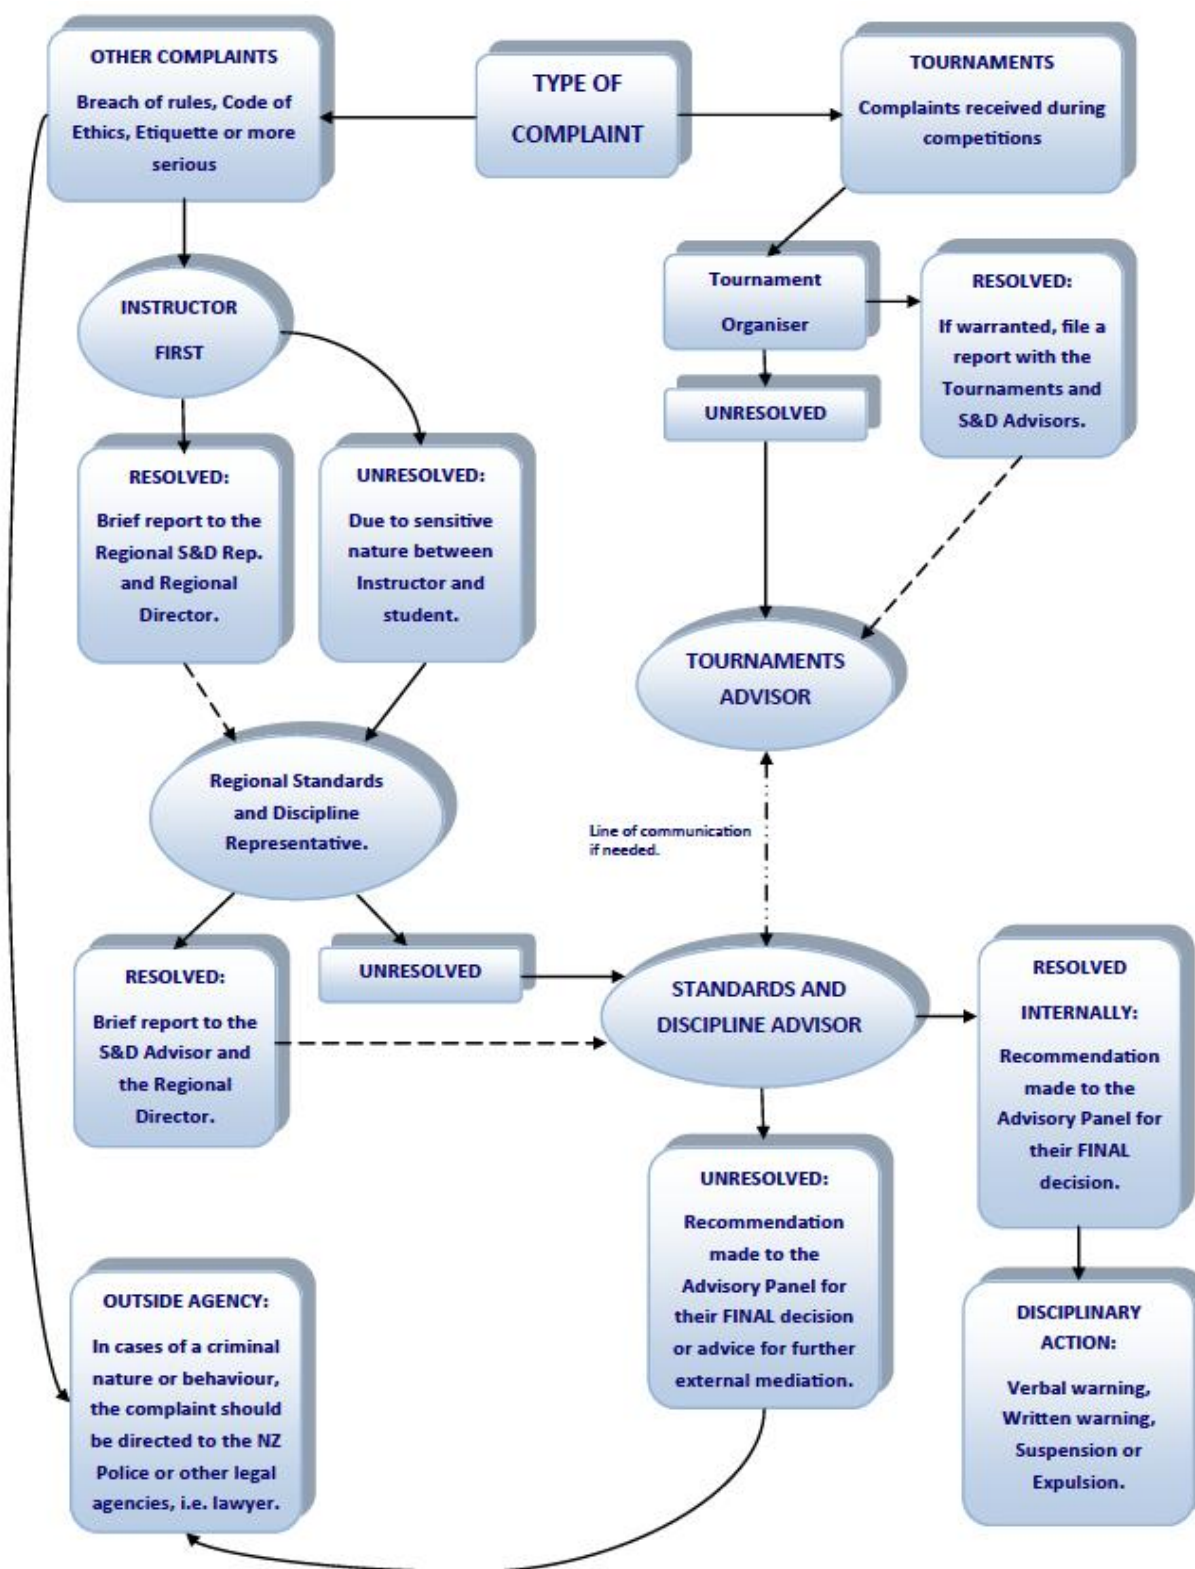 OTHER COMPLAINTS
Breach of rules, Code of
Ethics, Etiquette or more
serious
TYPE OF
COMPLAINT
TOURNAMENTS
Complaints received during
competitions
INSTRUCTOR
FIRST
Tournament
Organiser
RESOLVED:
If warranted, file a
report with the
Tournaments and
S&D Advisors.
UNRESOLVED
RESOLVED:
Brief report to the
Regional S&D Rep.
and Regional
Director.
UNRESOLVED:
Due to sensitive
nature between
Instructor and
student.
TOURNAMENTS
ADVISOR
Regional Standards
and Discipline
Representative.
Line of communication
if needed.
RESOLVED:
Brief report to the
S&D Advisor and
the Regional
Director.
UNRESOLVED
STANDARDS AND
DISCIPLINE ADVISOR
RESOLVED
INTERNALLY:
Recommendation
made to the
Advisory Panel for
their FINAL
decision.
UNRESOLVED:
Recommendation
made to the
Advisory Panel for
their FINAL decision
or advice for further
external mediation.
OUTSIDE AGENCY:
In cases of a criminal
nature or behaviour,
the complaint should
be directed to the NZ
Police or other legal
agencies, i.e. lawyer.
DISCIPLINARY
ACTION:
Verbal warning,
Written warning,
Suspension or
Expulsion.